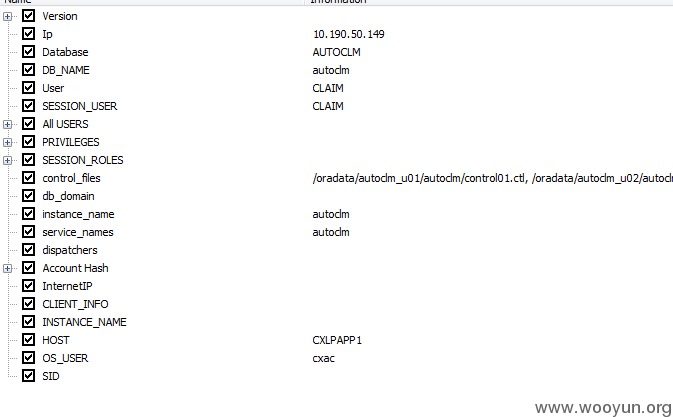 Name Information
Version
Ip 10.190.50.149
Database AUTOCLM
DB_NAME autoclm
User CLAIM
SESSION_USER CLAIM
All USERS
PRIVILEGES
SESSION_ROLES
control_files /oradata/autoclm_u01/autoclm/control01.ctl, /oradata/autoclm_u02/autoclm
db_domain
instance_name autoclm
service_names autoclm
dispatchers
Account Hash
InternetIP
CLIENT_INFO
INSTANCE_NAME
HOST CXLPAPP1
OS_USER cxac
SID
www.wooyun.org